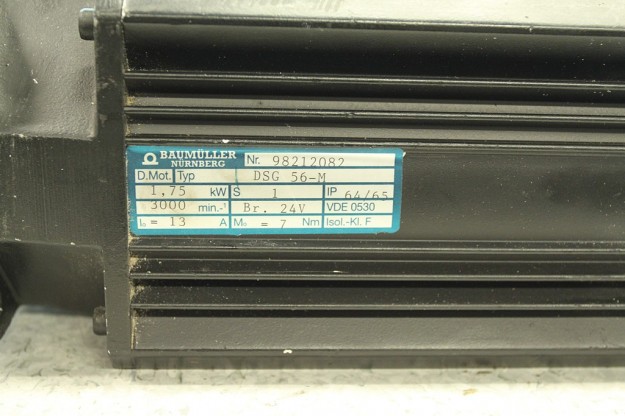 BAUMÜLLER
NÜRNBERG
Nr. 98212082
D.Mot. Typ DSG 56-M
1,75 kW S 1 IP 64/65
3000 min.-¹ Br. 24V VDE 0530
I₀ = 13 A M₀ = 7 Nm Isol.-Kl. F